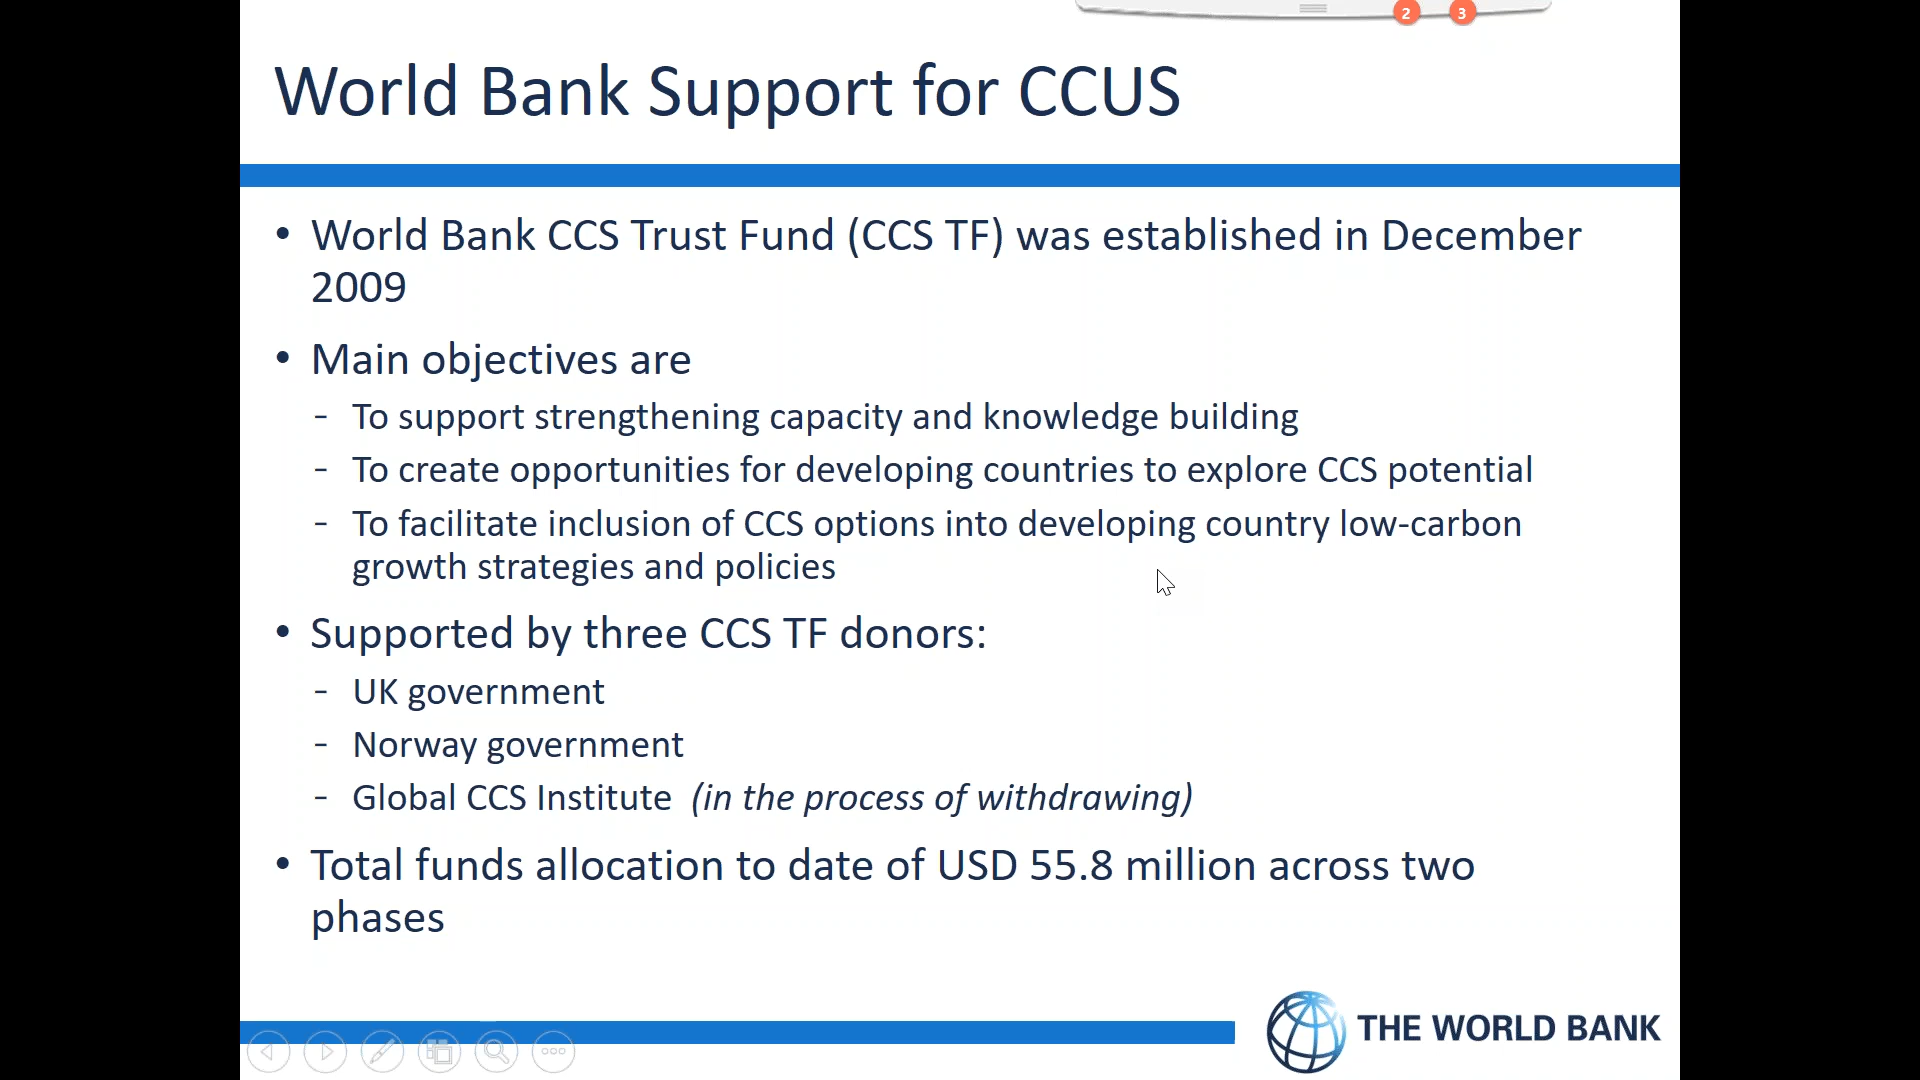 2 3
World Bank Support for CCUS
• World Bank CCS Trust Fund (CCS TF) was established in December
2009
• Main objectives are
- To support strengthening capacity and knowledge building
- To create opportunities for developing countries to explore CCS potential
- To facilitate inclusion of CCS options into developing country low-carbon
growth strategies and policies
• Supported by three CCS TF donors:
- UK government
- Norway government
- Global CCS Institute (in the process of withdrawing)
• Total funds allocation to date of USD 55.8 million across two
phases
THE WORLD BANK